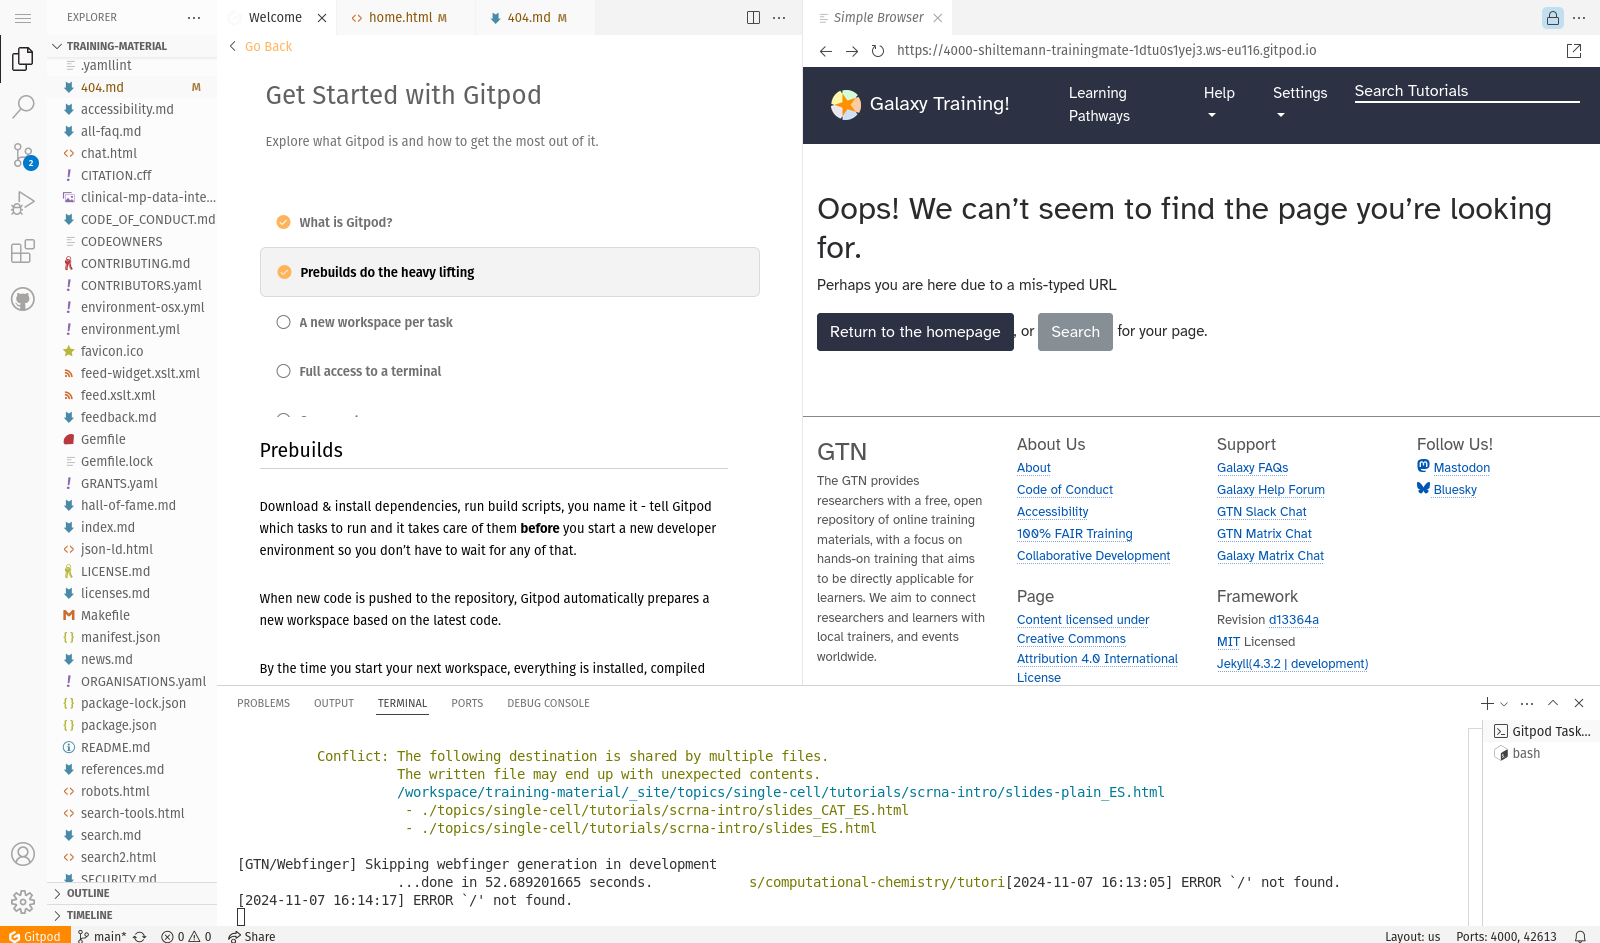 EXPLORER
TRAINING-MATERIAL
.yamllint
404.md M
accessibility.md
all-faq.md
chat.html
CITATION.cff
clinical-mp-data-inte...
CODE_OF_CONDUCT.md
CODEOWNERS
CONTRIBUTING.md
CONTRIBUTORS.yaml
environment-osx.yml
environment.yml
favicon.ico
feed-widget.xslt.xml
feed.xslt.xml
feedback.md
Gemfile
Gemfile.lock
GRANTS.yaml
hall-of-fame.md
index.md
json-ld.html
LICENSE.md
licenses.md
Makefile
manifest.json
news.md
ORGANISATIONS.yaml
package-lock.json
package.json
README.md
references.md
robots.html
search-tools.html
search.md
search2.html
SECURITY.md
OUTLINE
TIMELINE
2
Welcome
home.html M
404.md M
Go Back
Get Started with Gitpod
Explore what Gitpod is and how to get the most out of it.
What is Gitpod?
Prebuilds do the heavy lifting
A new workspace per task
Full access to a terminal
Prebuilds
Download & install dependencies, run build scripts, you name it - tell Gitpod
which tasks to run and it takes care of them before you start a new developer
environment so you don't have to wait for any of that.
When new code is pushed to the repository, Gitpod automatically prepares a
new workspace based on the latest code.
By the time you start your next workspace, everything is installed, compiled
Simple Browser
https://4000-shiltemann-trainingmate-1dtu0s1yej3.ws-eu116.gitpod.io
Galaxy Training!
Learning
Pathways
Help
Settings
Search Tutorials
Oops! We can't seem to find the page you're looking
for.
Perhaps you are here due to a mis-typed URL
Return to the homepage , or Search for your page.
GTN
The GTN provides
researchers with a free, open
repository of online training
materials, with a focus on
hands-on training that aims
to be directly applicable for
learners. We aim to connect
researchers and learners with
local trainers, and events
worldwide.
About Us
About
Code of Conduct
Accessibility
100% FAIR Training
Collaborative Development
Page
Content licensed under
Creative Commons
Attribution 4.0 International
License
Support
Galaxy FAQs
Galaxy Help Forum
GTN Slack Chat
GTN Matrix Chat
Galaxy Matrix Chat
Framework
Revision d13364a
MIT Licensed
Jekyll(4.3.2 | development)
Follow Us!
Mastodon
Bluesky
PROBLEMS OUTPUT TERMINAL PORTS DEBUG CONSOLE
Conflict: The following destination is shared by multiple files.
The written file may end up with unexpected contents.
/workspace/training-material/_site/topics/single-cell/tutorials/scrna-intro/slides-plain_ES.html
- ./topics/single-cell/tutorials/scrna-intro/slides_CAT_ES.html
- ./topics/single-cell/tutorials/scrna-intro/slides_ES.html
[GTN/Webfinger] Skipping webfinger generation in development
...done in 52.689201665 seconds. s/computational-chemistry/tutori[2024-11-07 16:13:05] ERROR `/' not found.
[2024-11-07 16:14:17] ERROR `/' not found.
Gitpod Task...
bash
Gitpod main* 0 0 Share Layout: us Ports: 4000, 42613